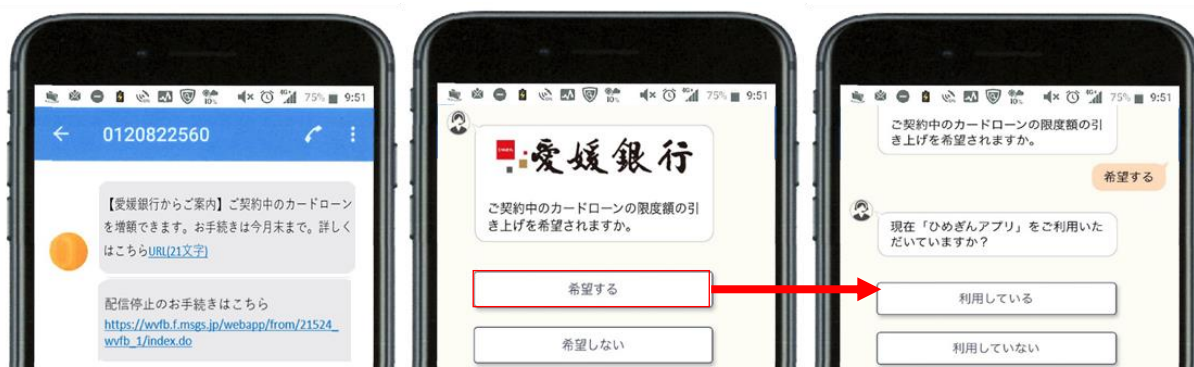 75% 9:51
0120822560
【愛媛銀行からご案内】ご契約中のカードローン
を増額できます。お手続きは今月末まで。詳しく
はこちらURL(21文字)
配信停止のお手続きはこちら
https://wvfb.f.msgs.jp/webapp/from/21524_
wvfb_1/index.do
75% 9:51
愛媛銀行
ご契約中のカードローンの限度額の引
き上げを希望されますか。
希望する
希望しない
75% 9:51
ご契約中のカードローンの限度額の引
き上げを希望されますか。
希望する
現在「ひめぎんアプリ」をご利用いた
だいていますか？
利用している
利用していない